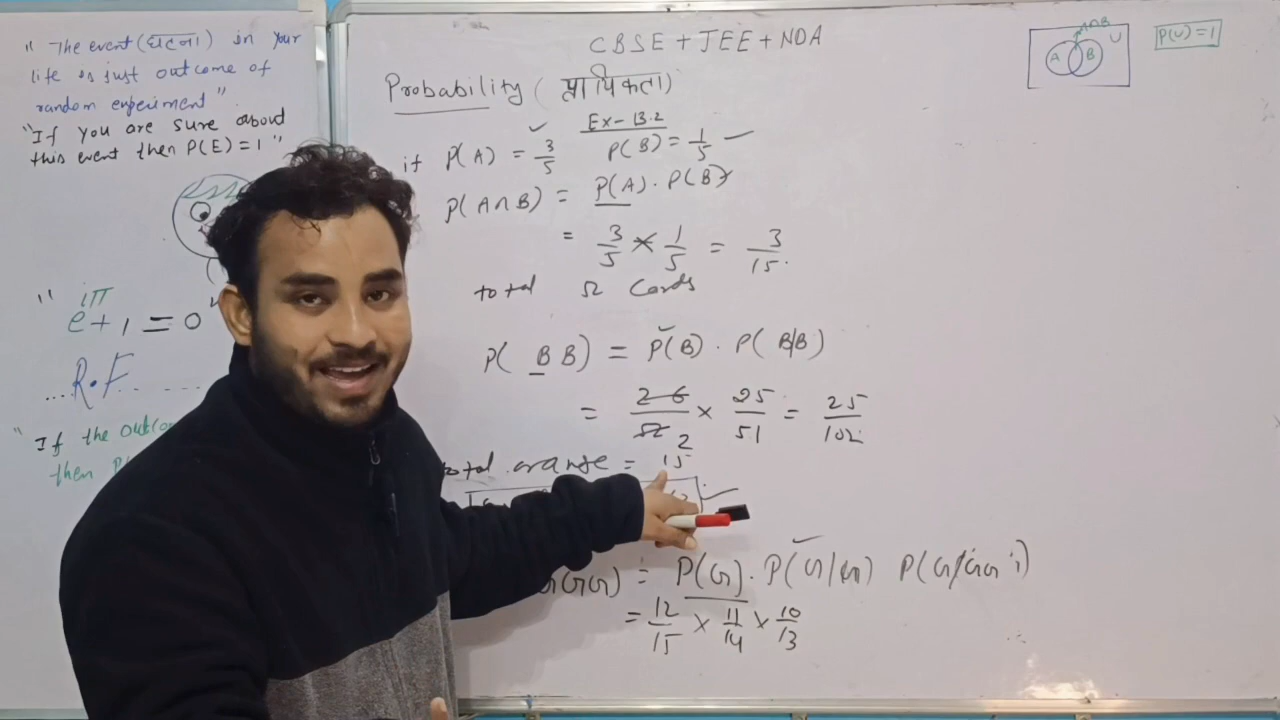 " The event (घटना) in your
life is just outcome of
random experiment"
"If you are sure about
this event then P(E) = 1 "
" e^iπ + 1 = 0 "
...R.F.
" If the
then
CBSE + JEE + NDA
Probability (प्रायिकता)
Ex - 13.2
if P(A) = 3/5 P(B) = 1/5
P(A∩B) = P(A) . P(B)
= 3/5 × 1/5 = 3/15.
total 52 Cards
P( B B) = P(B) . P( B/B)
= 26/52 2 × 25/51 = 25/102
total orange = 15
= P(G) . P(G/G) P(G/GG)
= 12/15 × 11/14 × 10/13
A∩B
A B U
P(U) = 1